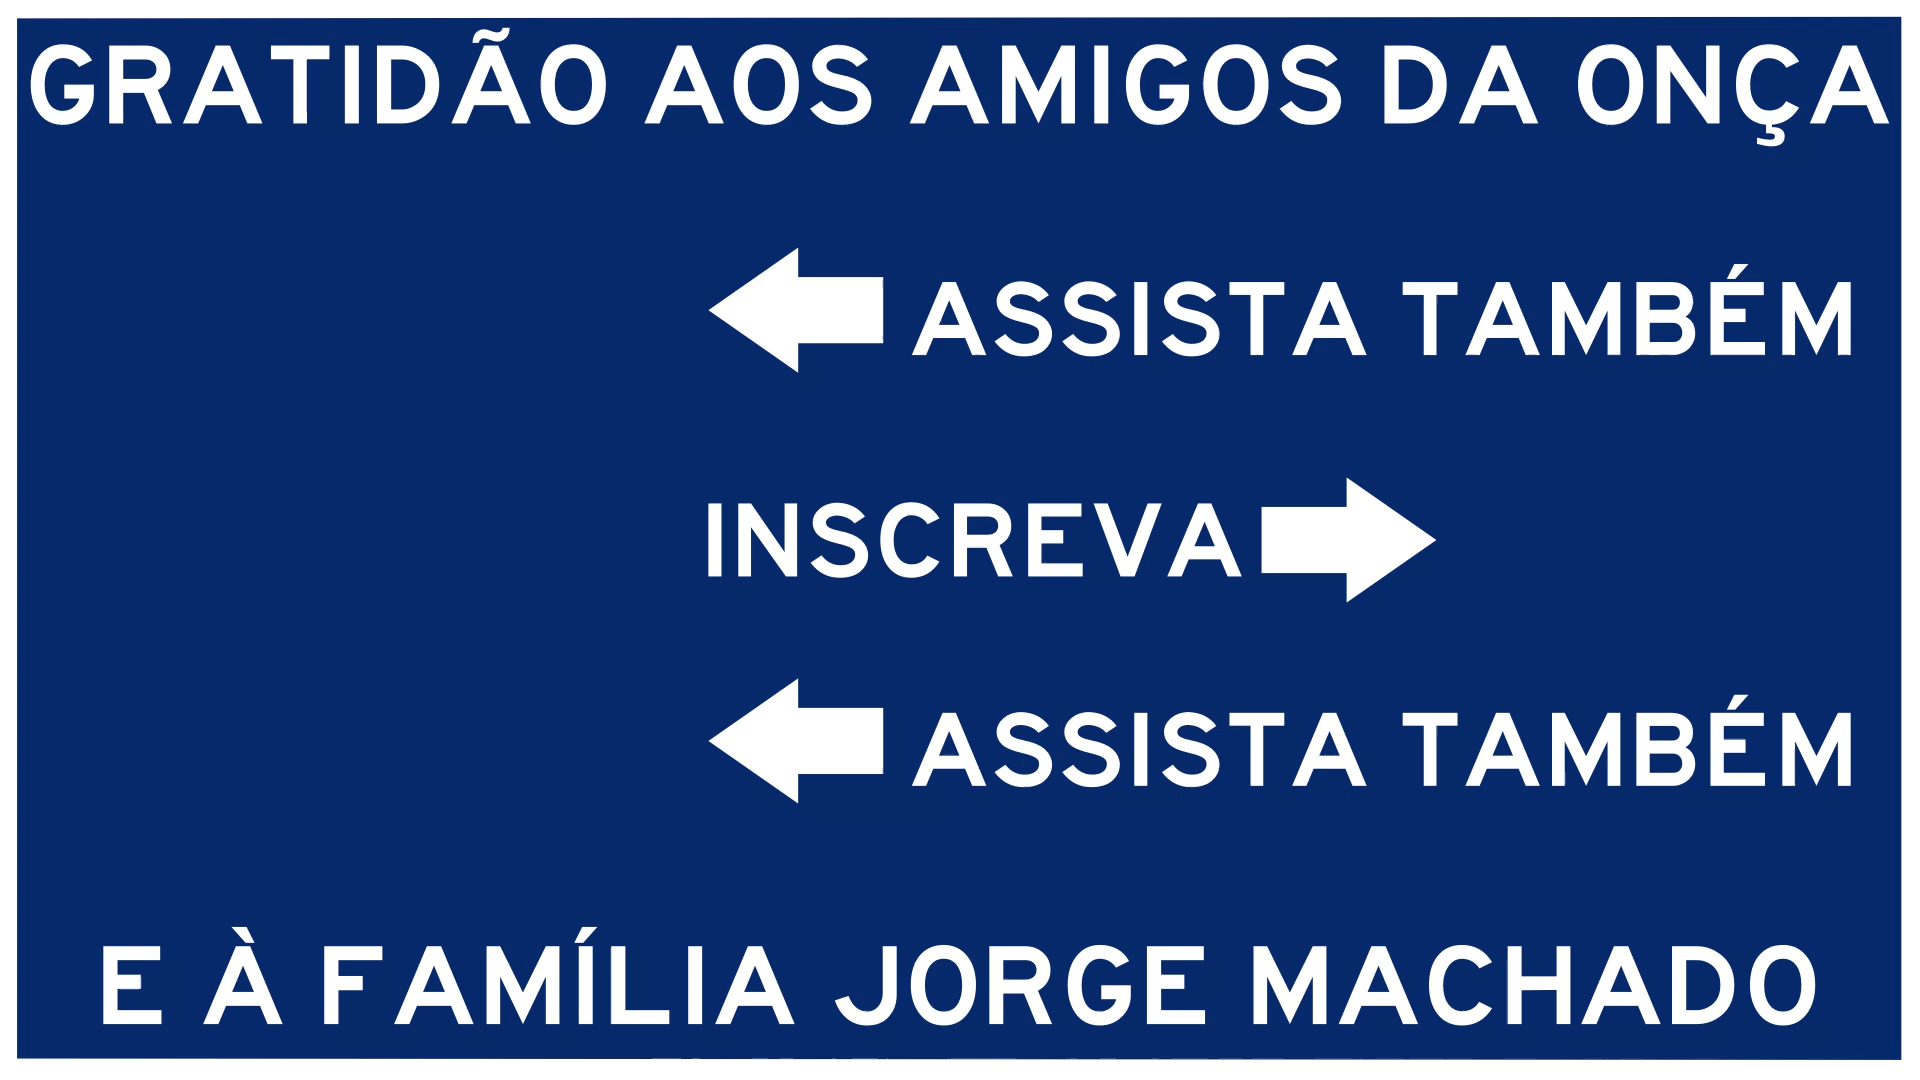 GRATIDÃO AOS AMIGOS DA ONÇA
ASSISTA TAMBÉM
INSCREVA
ASSISTA TAMBÉM
E À FAMÍLIA JORGE MACHADO